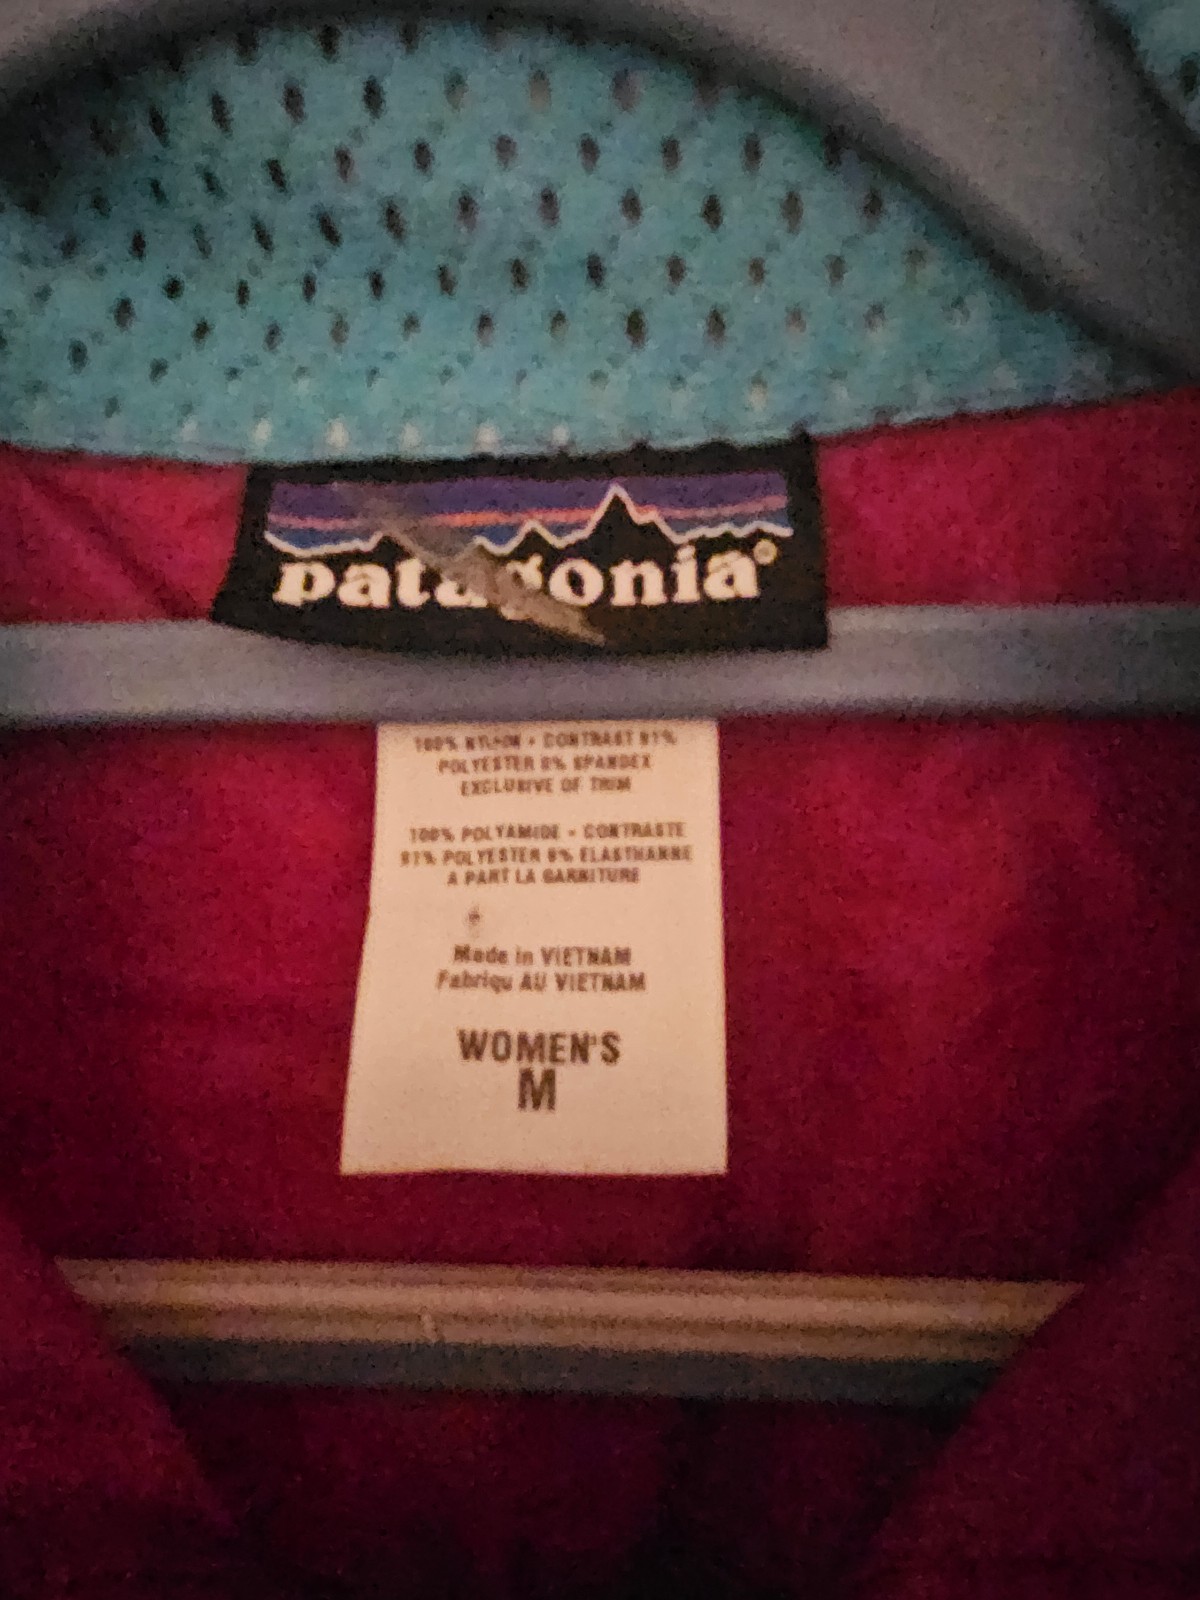 patagonia®
100% NYLON • CONTRAST 91%
POLYESTER 9% SPANDEX
EXCLUSIVE OF TRIM
100% POLYAMIDE • CONTRASTE
91% POLYESTER 9% ELASTHANNE
A PART LA GARNITURE
Made in VIETNAM
Fabriqu AU VIETNAM
WOMEN'S
M